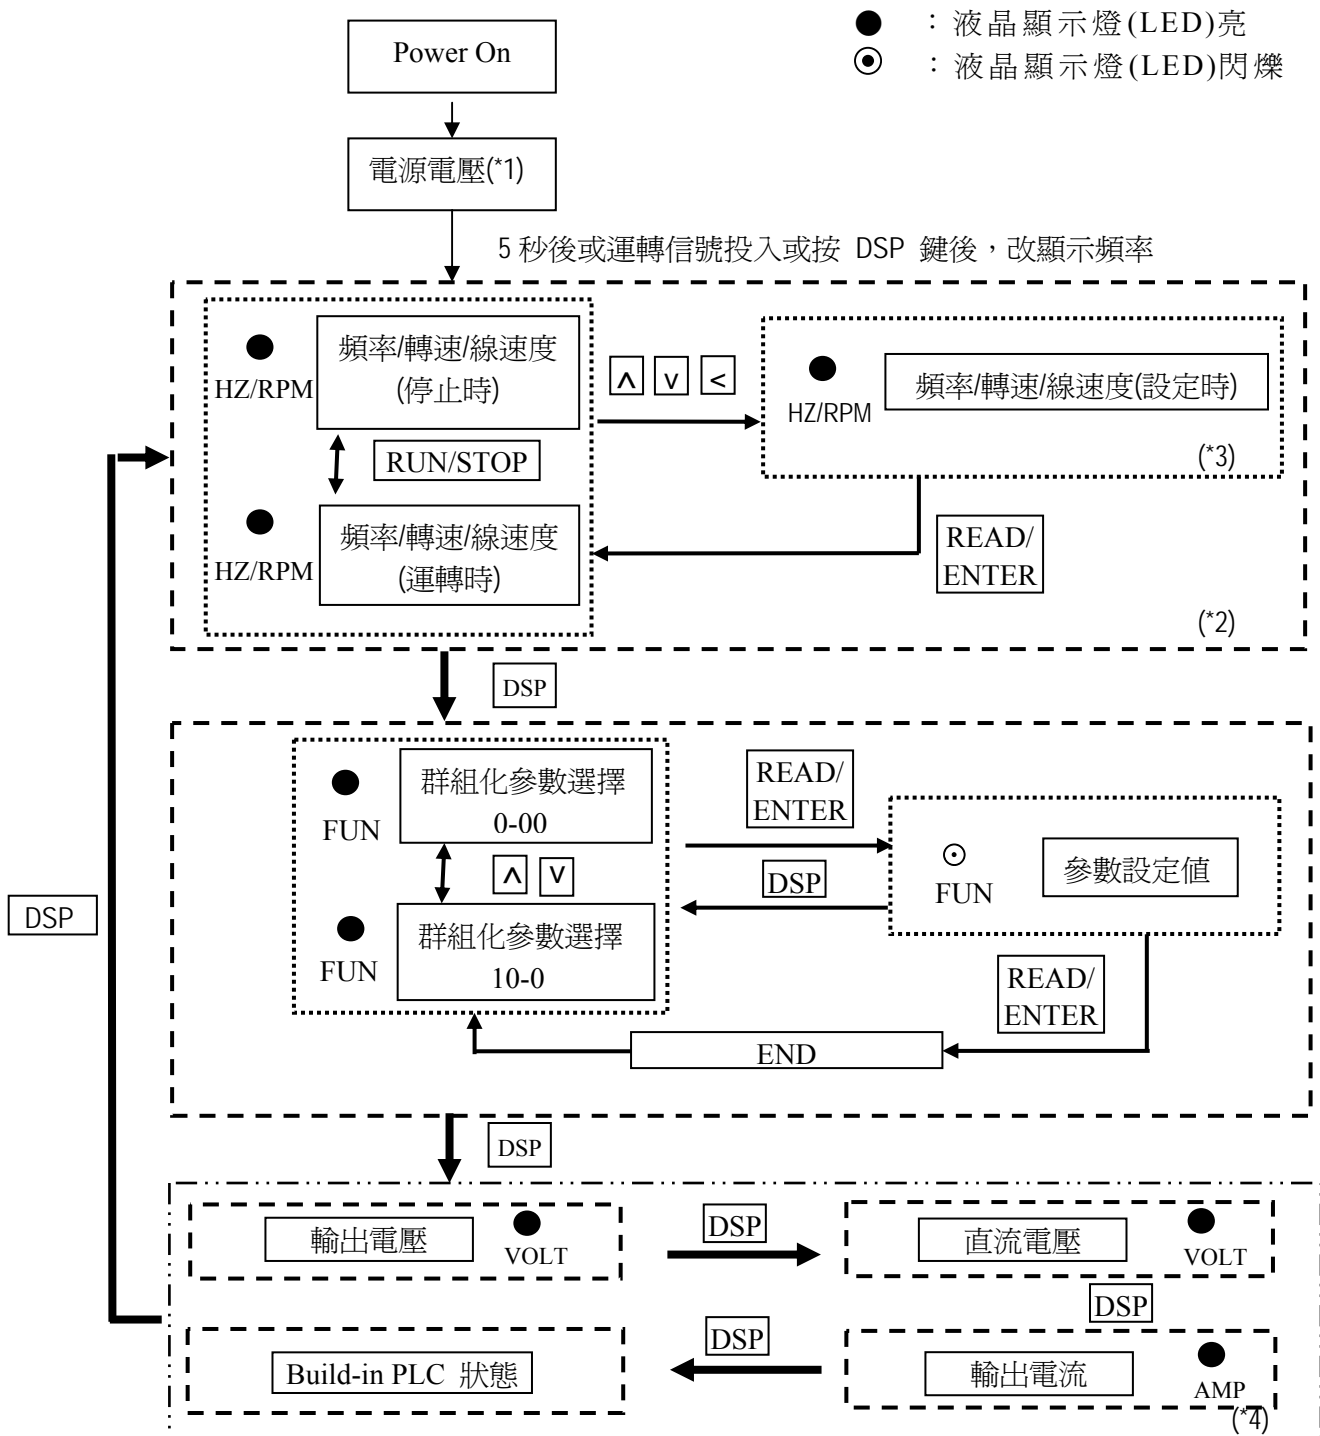 ：液晶顯示燈(LED)亮
：液晶顯示燈(LED)閃爍
Power On
電源電壓(*1)
5 秒後或運轉信號投入或按 DSP 鍵後，改顯示頻率
HZ/RPM
頻率/轉速/線速度
(停止時)
∧ ∨ <
HZ/RPM
頻率/轉速/線速度(設定時)
(*3)
RUN/STOP
HZ/RPM
頻率/轉速/線速度
(運轉時)
READ/
ENTER
(*2)
DSP
FUN
群組化參數選擇
0-00
READ/
ENTER
∧ ∨
DSP
FUN
參數設定值
FUN
群組化參數選擇
10-0
READ/
ENTER
END
DSP
DSP
輸出電壓
VOLT
DSP
直流電壓
VOLT
DSP
Build-in PLC 狀態
DSP
輸出電流
AMP
(*4)